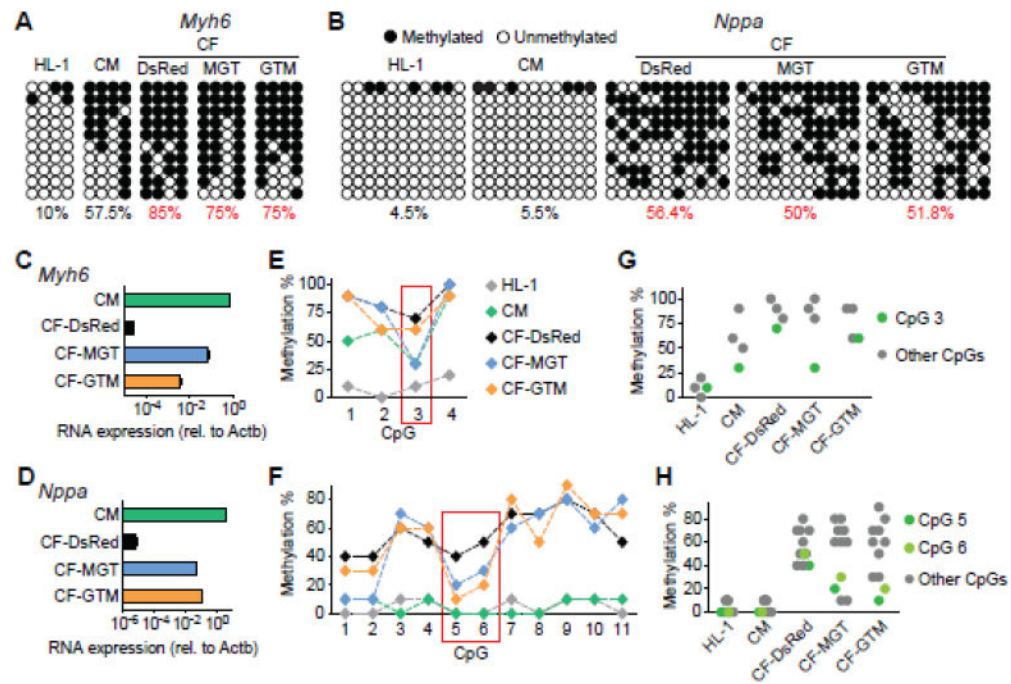 A
Myh6
CF
HL-1 CM DsRed MGT GTM
10% 57.5% 85% 75% 75%
B
Nppa
Methylated Unmethylated
CF
HL-1 CM DsRed MGT GTM
4.5% 5.5% 56.4% 50% 51.8%
C
Myh6
CM
CF-DsRed
CF-MGT
CF-GTM
10-4 10-2 100
RNA expression (rel. to Actb)
D
Nppa
CM
CF-DsRed
CF-MGT
CF-GTM
10-6 10-4 10-2 100
RNA expression (rel. to Actb)
E
Methylation %
100
75
50
25
0
1 2 3 4
CpG
HL-1
CM
CF-DsRed
CF-MGT
CF-GTM
F
Methylation %
80
60
40
20
0
1 2 3 4 5 6 7 8 9 10 11
CpG
G
Methylation %
100
75
50
25
0
HL-1
CM
CF-DsRed
CF-MGT
CF-GTM
CpG 3
Other CpGs
H
Methylation %
80
60
40
20
0
HL-1
CM
CF-DsRed
CF-MGT
CF-GTM
CpG 5
CpG 6
Other CpGs